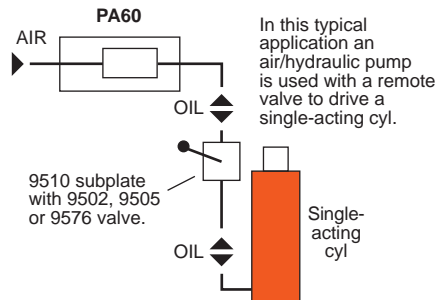 PA60
AIR
In this typical
application an
air/hydraulic pump
is used with a remote
valve to drive a
single-acting cyl.
OIL
9510 subplate
with 9502, 9505
or 9576 valve.
Single-
acting
cyl
OIL